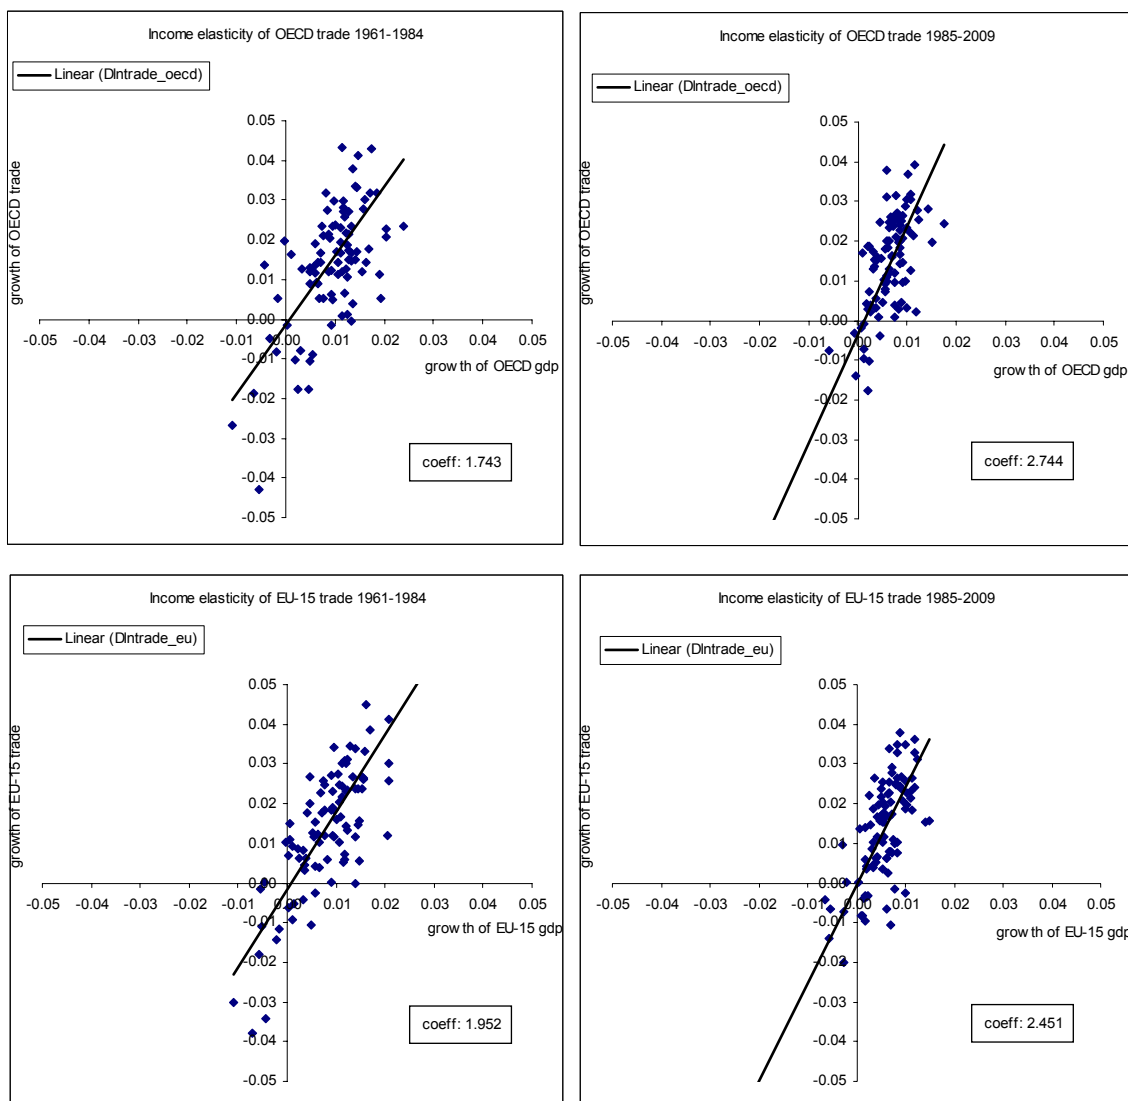 Income elasticity of OECD trade 1961-1984
Linear (Dlntrade_oecd)
growth of OECD trade
0.05
0.04
0.03
0.02
0.01
0.00
-0.01
-0.02
-0.03
-0.04
-0.05
-0.05 -0.04 -0.03 -0.02 -0.01 0.00 0.01 0.02 0.03 0.04 0.05
growth of OECD gdp
coeff: 1.743
Income elasticity of OECD trade 1985-2009
Linear (Dlntrade_oecd)
growth of OECD trade
0.05
0.04
0.03
0.02
0.01
0.00
-0.01
-0.02
-0.03
-0.04
-0.05
-0.05 -0.04 -0.03 -0.02 -0.01 0.00 0.01 0.02 0.03 0.04 0.05
growth of OECD gdp
coeff: 2.744
Income elasticity of EU-15 trade 1961-1984
Linear (Dlntrade_eu)
growth of EU-15 trade
0.05
0.04
0.03
0.02
0.01
0.00
-0.01
-0.02
-0.03
-0.04
-0.05
-0.05 -0.04 -0.03 -0.02 -0.01 0.00 0.01 0.02 0.03 0.04 0.05
growth of EU-15 gdp
coeff: 1.952
Income elasticity of EU-15 trade 1985-2009
Linear (Dlntrade_eu)
growth of EU-15 trade
0.05
0.04
0.03
0.02
0.01
0.00
-0.01
-0.02
-0.03
-0.04
-0.05
-0.05 -0.04 -0.03 -0.02 -0.01 0.00 0.01 0.02 0.03 0.04 0.05
growth of EU-15 gdp
coeff: 2.451